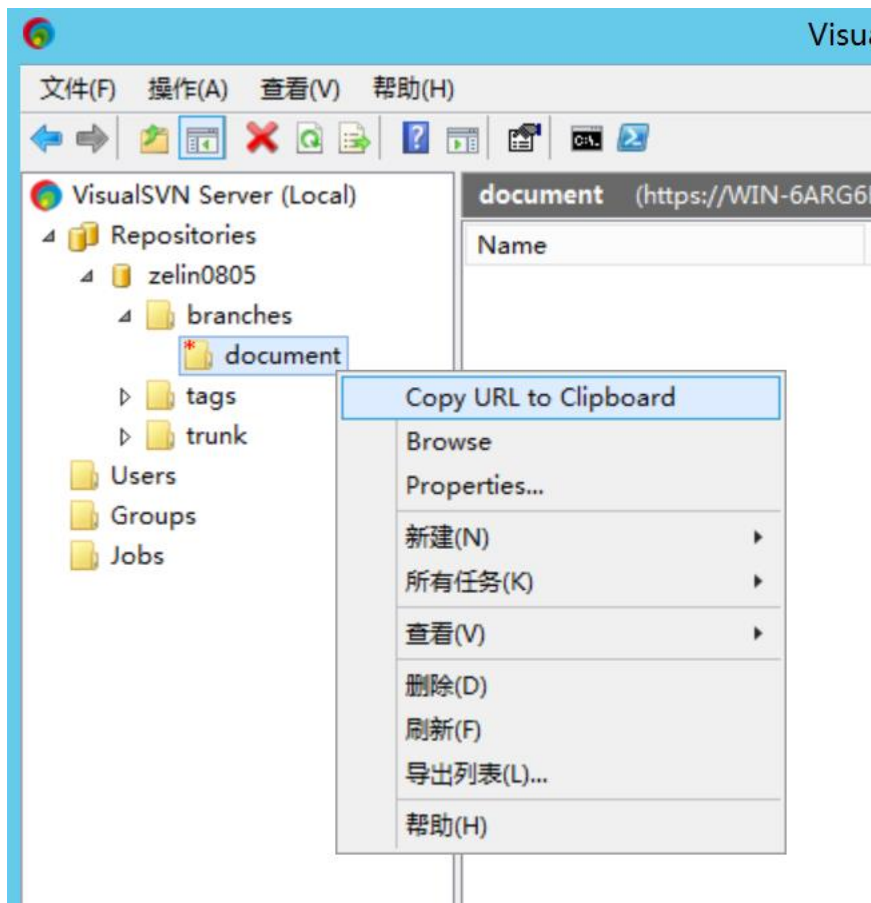 Visua
文件(F) 操作(A) 查看(V) 帮助(H)
VisualSVN Server (Local)
Repositories
zelin0805
branches
document
tags
trunk
Users
Groups
Jobs
document (https://WIN-6ARG6
Name
Copy URL to Clipboard
Browse
Properties...
新建(N)
所有任务(K)
查看(V)
删除(D)
刷新(F)
导出列表(L)...
帮助(H)